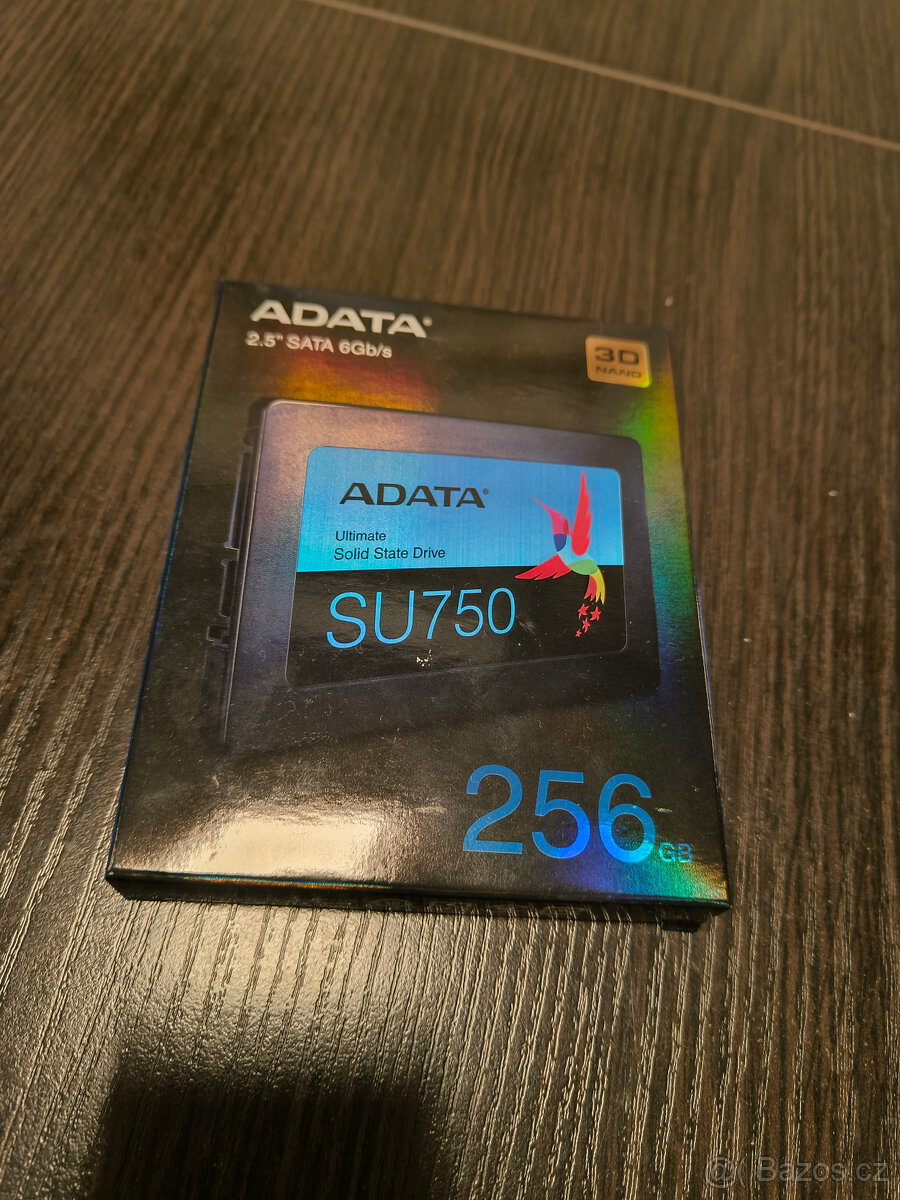 ADATA®
2.5" SATA 6Gb/s
3D
NAND
ADATA®
Ultimate
Solid State Drive
SU750
256GB
@( Bazos.cz